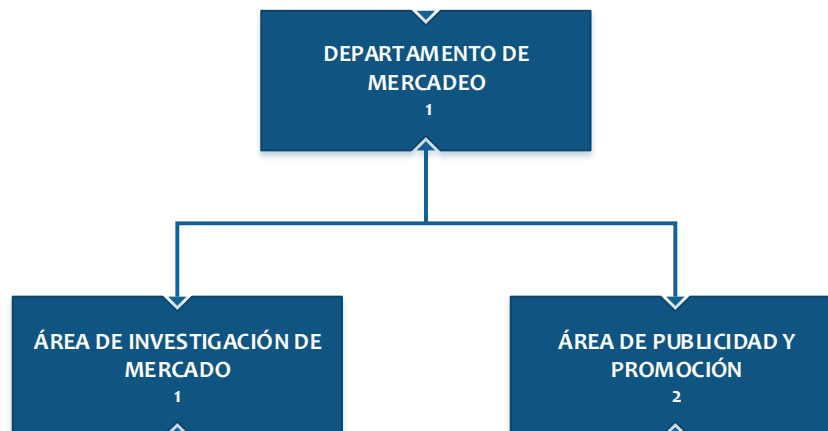 DEPARTAMENTO DE
MERCADEO
1
ÁREA DE INVESTIGACIÓN DE
MERCADO
1
ÁREA DE PUBLICIDAD Y
PROMOCIÓN
2